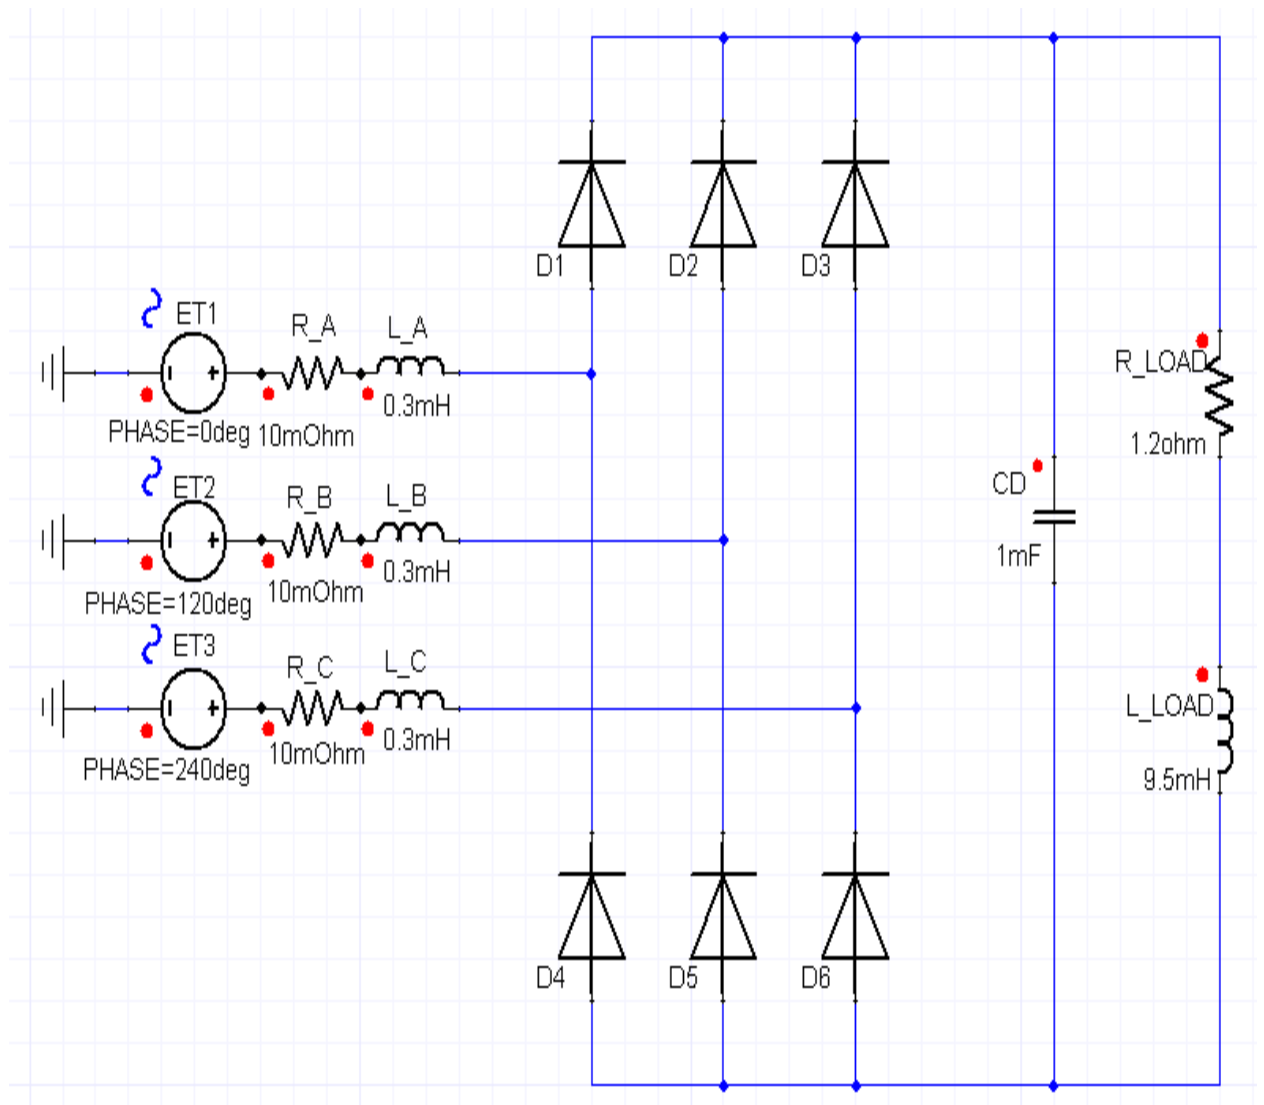 D1
D2
D3
ET1
R_A
L_A
0.3mH
PHASE=0deg
10mOhm
R_LOAD
1.2ohm
ET2
R_B
L_B
0.3mH
10mOhm
PHASE=120deg
CD
1mF
ET3
R_C
L_C
0.3mH
10mOhm
PHASE=240deg
L_LOAD
9.5mH
D4
D5
D6